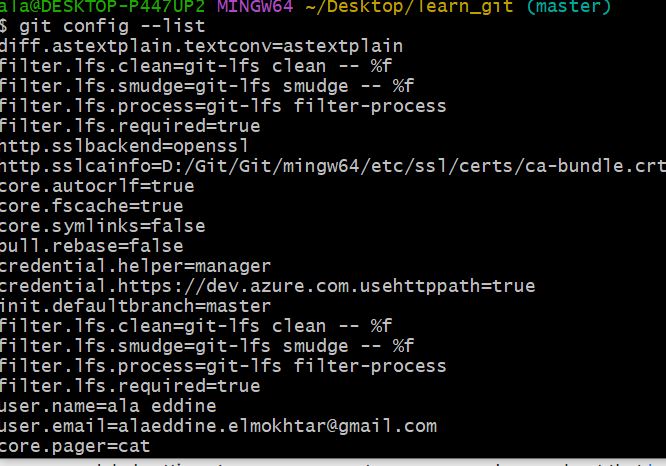 ala@DESKTOP-P447UP2 MINGW64 ~/Desktop/learn_git (master)
$ git config --list
diff.astextplain.textconv=astextplain
filter.lfs.clean=git-lfs clean -- %f
filter.lfs.smudge=git-lfs smudge -- %f
filter.lfs.process=git-lfs filter-process
filter.lfs.required=true
http.sslbackend=openssl
http.sslcainfo=D:/Git/Git/mingw64/etc/ssl/certs/ca-bundle.crt
core.autocrlf=true
core.fscache=true
core.symlinks=false
pull.rebase=false
credential.helper=manager
credential.https://dev.azure.com.usehttppath=true
init.defaultbranch=master
filter.lfs.clean=git-lfs clean -- %f
filter.lfs.smudge=git-lfs smudge -- %f
filter.lfs.process=git-lfs filter-process
filter.lfs.required=true
user.name=ala eddine
user.email=alaeddine.elmokhtar@gmail.com
core.pager=cat